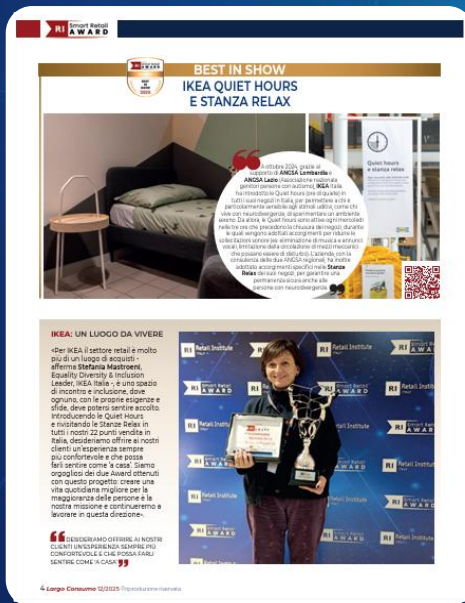 RI Smart Retail
AWARD
BEST IN SHOW
IKEA QUIET HOURS
E STANZA RELAX
A ottobre 2024, grazie al
supporto di ANGSA Lombardia e
ANGSA Lazio (Associazione nazionale
genitori persone con autismo), IKEA Italia
ha introdotto le Quiet Hours (ore di quiete) in
tutti i suoi negozi in Italia, per permettere a chi è
particolarmente sensibile agli stimoli uditivi, come chi
vive con neurodivergenze, di sperimentare un ambiente
sereno. Da allora, le Quiet Hours sono attive ogni mercoledì
nelle tre ore che precedono la chiusura dei negozi, durante
le quali vengono adottati accorgimenti per ridurre le
sollecitazioni sonore (es. eliminazione di musica e annunci
vocali, limitazione della circolazione di mezzi meccanici
che possano essere di disturbo). L'azienda, con la
consulenza delle due ANGSA regionali, ha inoltre
adottato accorgimenti specifici nelle Stanze
Relax dei suoi negozi, per garantire una
permanenza sicura anche alle
persone con neurodivergenze.
Quiet hours
e stanza relax
IKEA: UN LUOGO DA VIVERE
«Per IKEA il settore retail è molto
più di un luogo di acquisti -
afferma Stefania Mastroeni,
Equality Diversity & Inclusion
Leader, IKEA Italia -, è uno spazio
di incontro e inclusione, dove
ognuno, con le proprie esigenze e
sfide, deve potersi sentire accolto.
Introducendo le Quiet Hours
e rivisitando le Stanze Relax in
tutti i nostri 22 punti vendita in
Italia, desideriamo offrire ai nostri
clienti un'esperienza sempre
più confortevole e che possa
farli sentire come 'a casa'. Siamo
orgogliosi dei due Award ottenuti
con questo progetto: creare una
vita quotidiana migliore per la
maggioranza delle persone è la
nostra missione e continueremo a
lavorare in questa direzione».
DESIDERIAMO OFFRIRE AI NOSTRI
CLIENTI UN'ESPERIENZA SEMPRE PIÙ
CONFORTEVOLE E CHE POSSA FARLI
SENTIRE COME 'A CASA'
RI Retail Institute
RI Smart Retail
AWARD
4 Largo Consumo 12/2025 ©riproduzione riservata